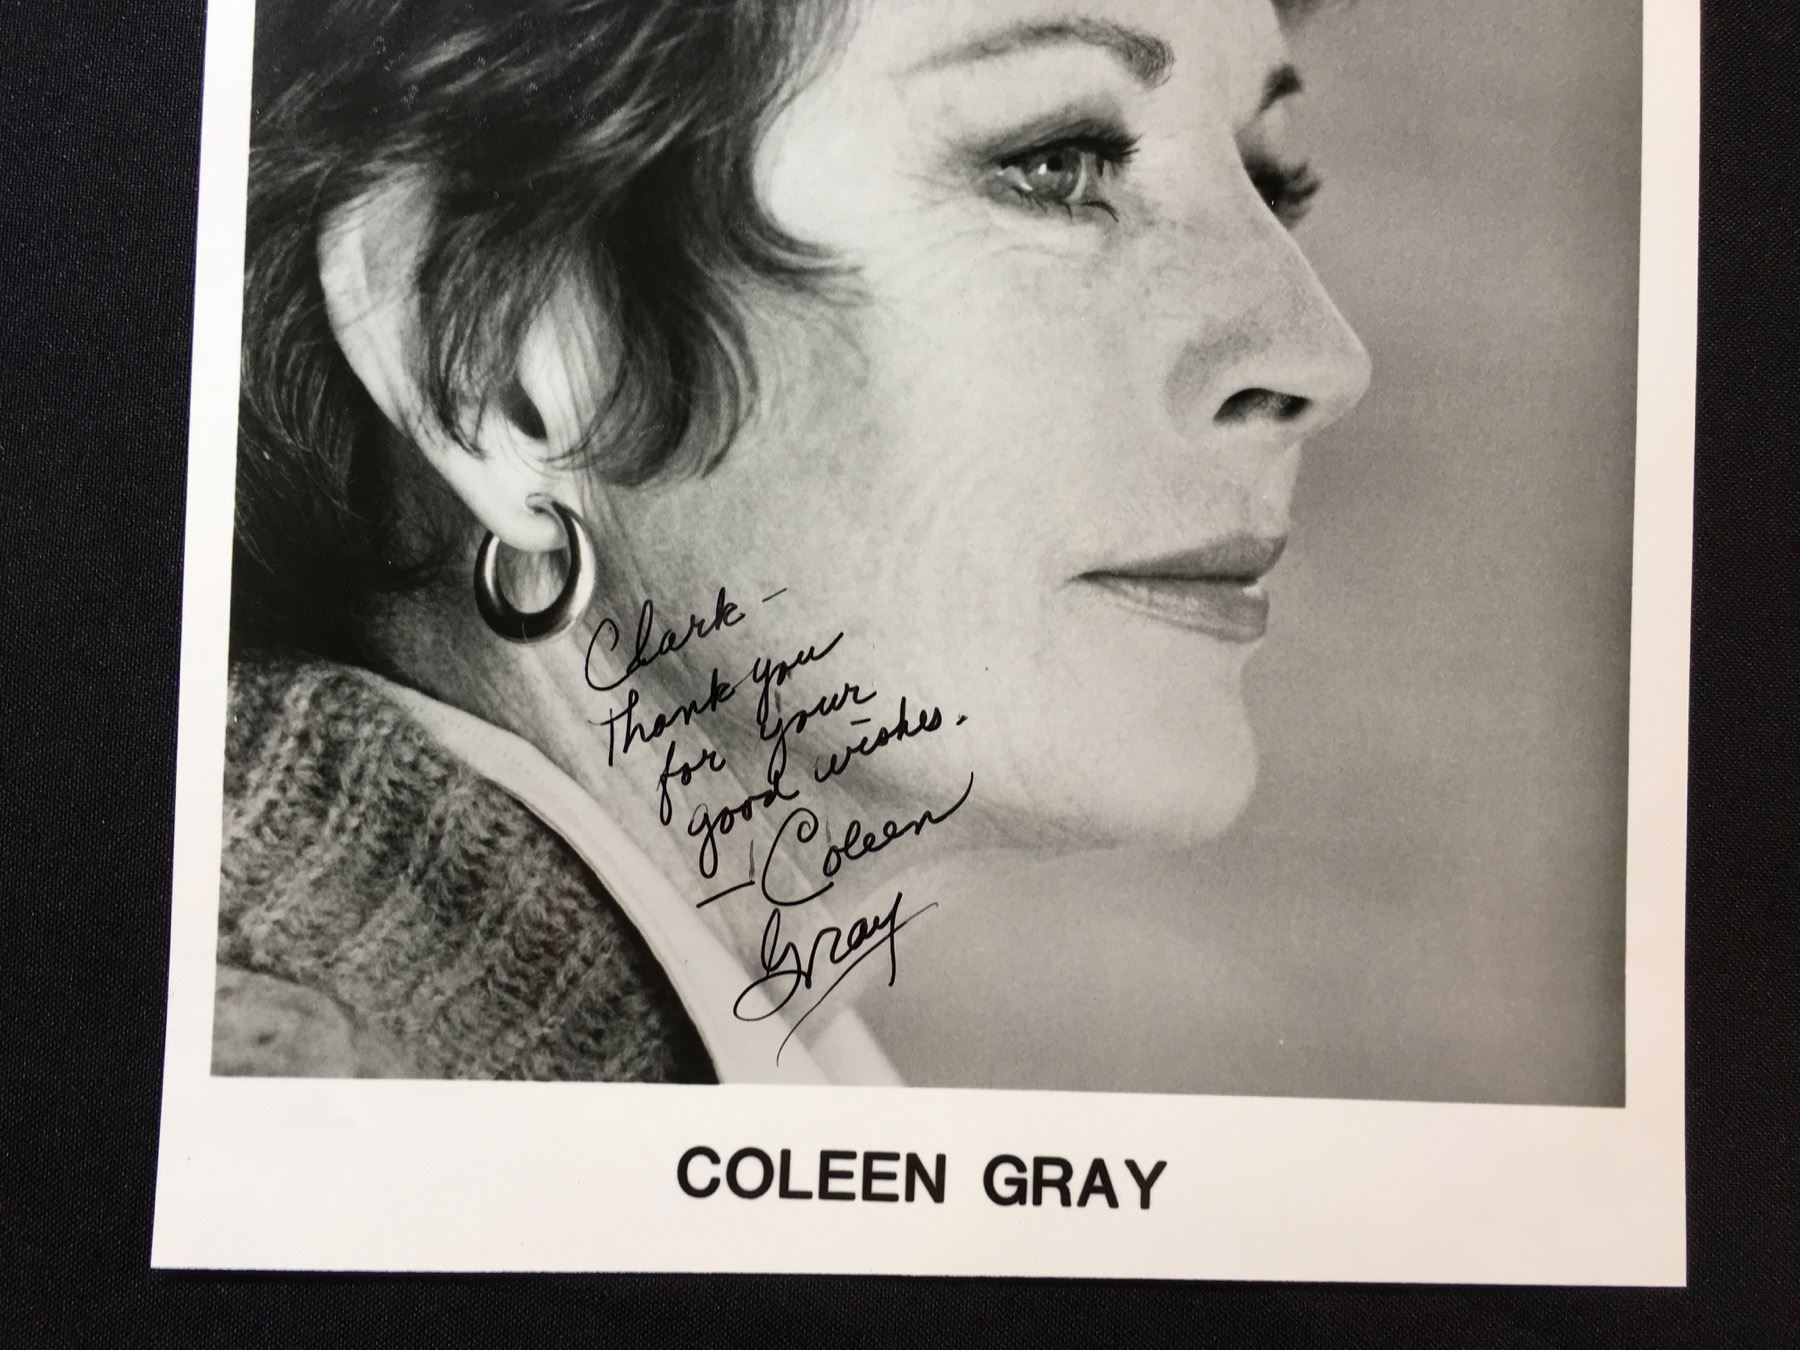 Clark –
Thank you
for your
good wishes.
– Coleen
Gray
COLEEN GRAY